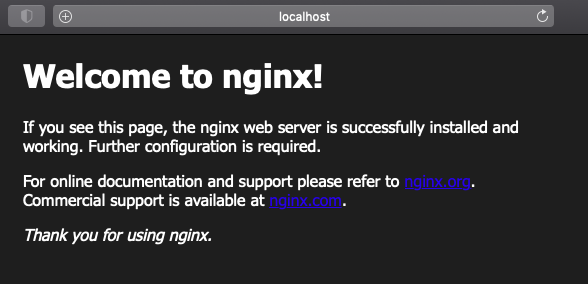 localhost
Welcome to nginx!
If you see this page, the nginx web server is successfully installed and
working. Further configuration is required.
For online documentation and support please refer to nginx.org.
Commercial support is available at nginx.com.
Thank you for using nginx.